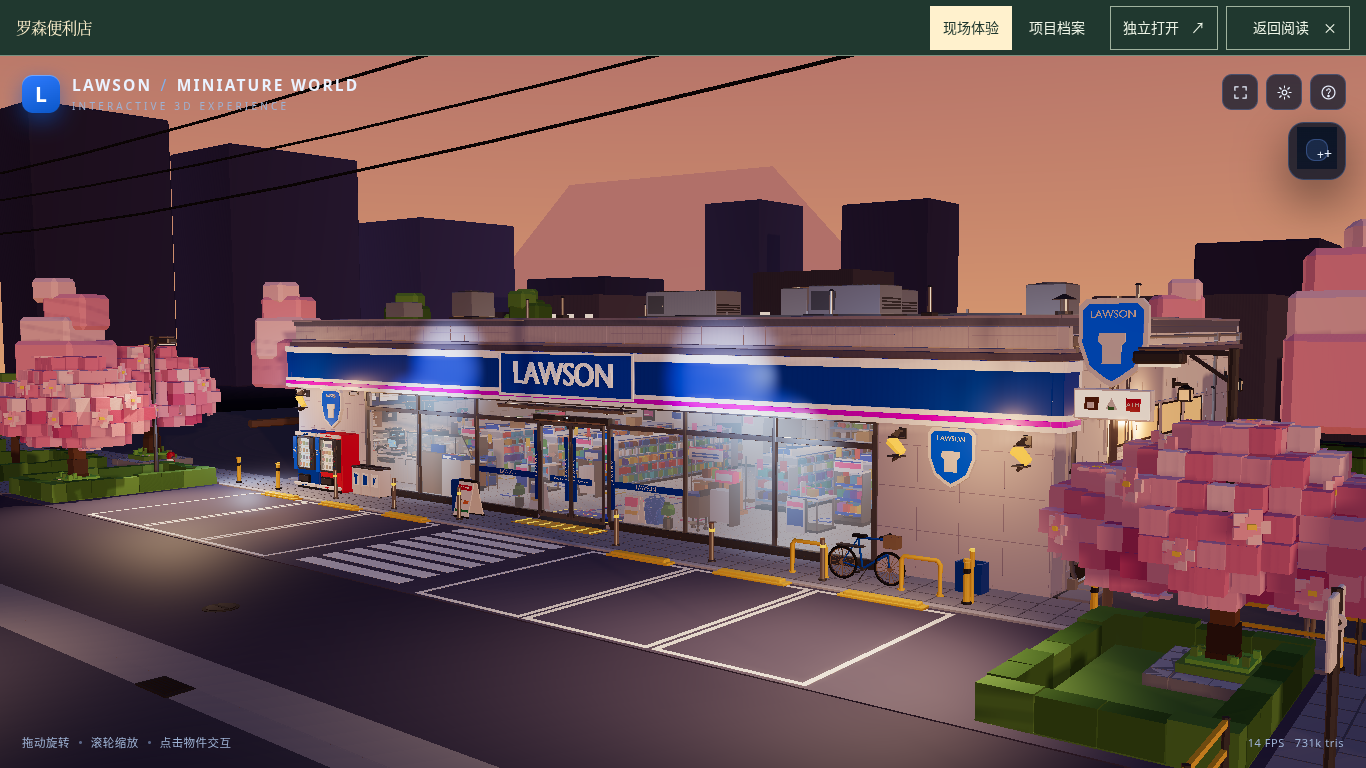 罗森便利店
现场体验
项目档案
独立打开 ↗
返回阅读 ×
L
LAWSON / MINIATURE WORLD
INTERACTIVE 3D EXPERIENCE
LAWSON
LAWSON
LAWSON
LAWSON
拖动旋转 • 滚轮缩放 • 点击物件交互
14 FPS 731k tris